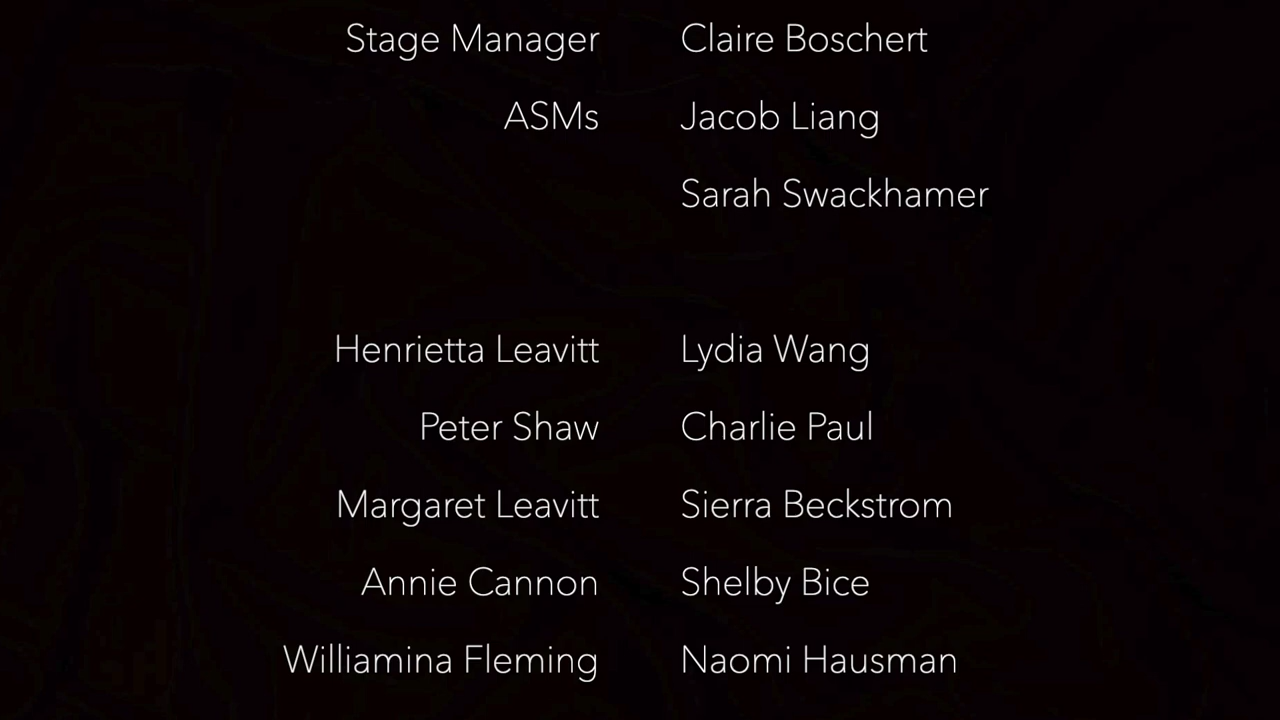 Stage Manager Claire Boschert
ASMs Jacob Liang
Sarah Swackhamer
Henrietta Leavitt Lydia Wang
Peter Shaw Charlie Paul
Margaret Leavitt Sierra Beckstrom
Annie Cannon Shelby Bice
Williamina Fleming Naomi Hausman